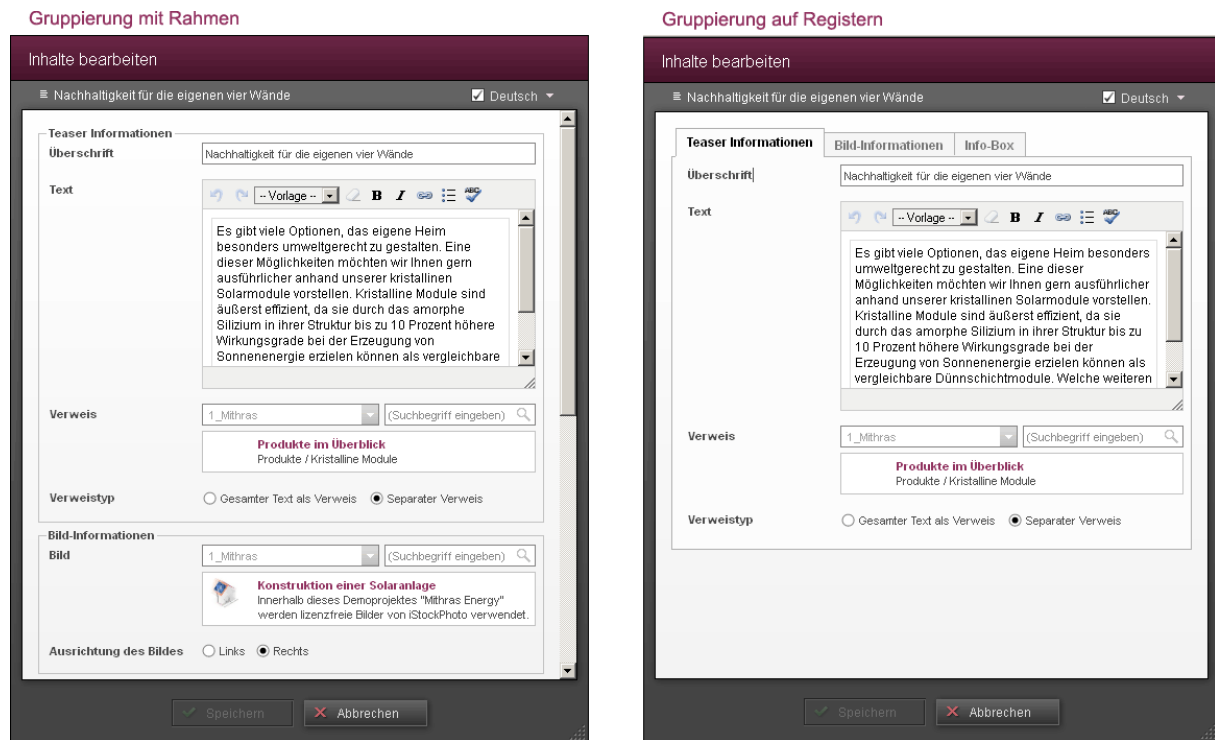 Gruppierung mit Rahmen
Inhalte bearbeiten
Nachhaltigkeit für die eigenen vier Wände
Deutsch
Teaser Informationen
Überschrift
Nachhaltigkeit für die eigenen vier Wände
Text
-- Vorlage --
B I
ABC
Es gibt viele Optionen, das eigene Heim
besonders umweltgerecht zu gestalten. Eine
dieser Möglichkeiten möchten wir Ihnen gern
ausführlicher anhand unserer kristallinen
Solarmodule vorstellen. Kristalline Module sind
äußerst effizient, da sie durch das amorphe
Silizium in ihrer Struktur bis zu 10 Prozent höhere
Wirkungsgrade bei der Erzeugung von
Sonnenenergie erzielen können als vergleichbare
Verweis
1_Mithras
(Suchbegriff eingeben)
Produkte im Überblick
Produkte / Kristalline Module
Verweistyp
Gesamter Text als Verweis
Separater Verweis
Bild-Informationen
Bild
1_Mithras
(Suchbegriff eingeben)
Konstruktion einer Solaranlage
Innerhalb dieses Demoprojektes "Mithras Energy"
werden lizenzfreie Bilder von iStockPhoto verwendet.
Ausrichtung des Bildes
Links
Rechts
Speichern
Abbrechen
Gruppierung auf Registern
Inhalte bearbeiten
Nachhaltigkeit für die eigenen vier Wände
Deutsch
Teaser Informationen
Bild-Informationen
Info-Box
Überschrift
Nachhaltigkeit für die eigenen vier Wände
Text
-- Vorlage --
B I
ABC
Es gibt viele Optionen, das eigene Heim besonders
umweltgerecht zu gestalten. Eine dieser
Möglichkeiten möchten wir Ihnen gern ausführlicher
anhand unserer kristallinen Solarmodule vorstellen.
Kristalline Module sind äußerst effizient, da sie
durch das amorphe Silizium in ihrer Struktur bis zu
10 Prozent höhere Wirkungsgrade bei der
Erzeugung von Sonnenenergie erzielen können als
vergleichbare Dünnschichtmodule. Welche weiteren
Verweis
1_Mithras
(Suchbegriff eingeben)
Produkte im Überblick
Produkte / Kristalline Module
Verweistyp
Gesamter Text als Verweis
Separater Verweis
Speichern
Abbrechen